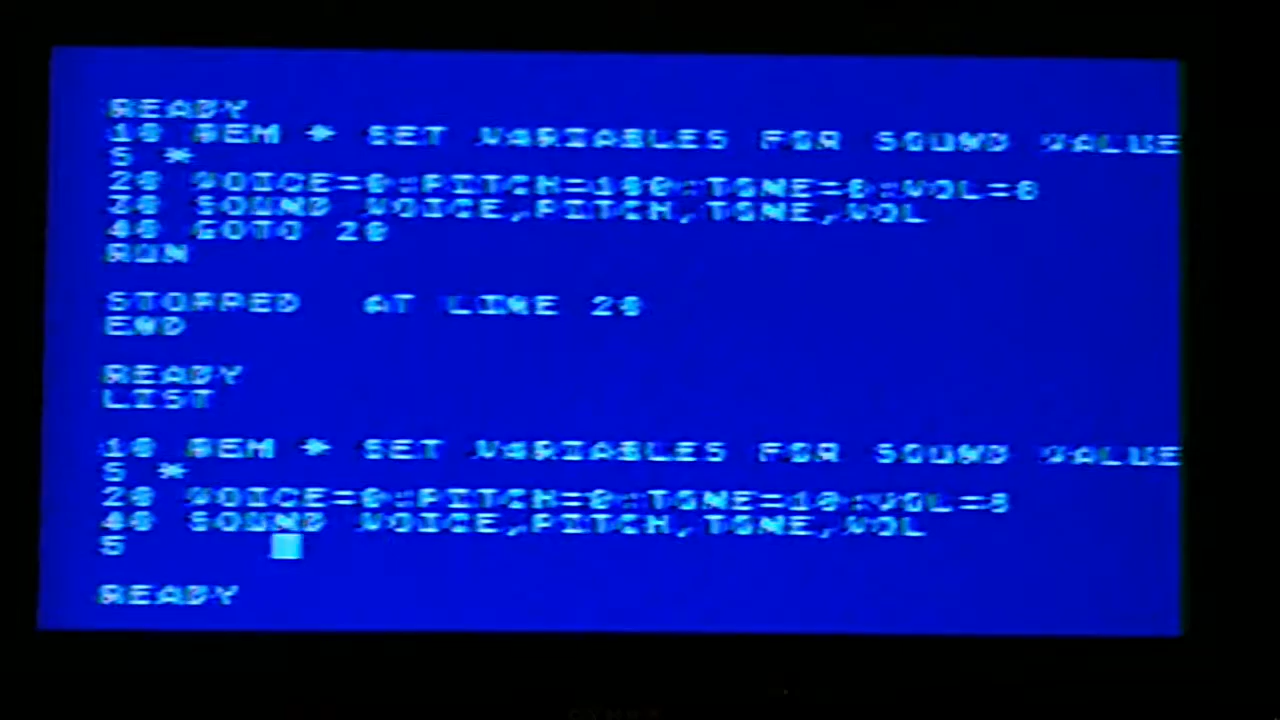 READY
10 REM * SET VARIABLES FOR SOUND VALUE
S *
20 VOICE=0:PITCH=100:TONE=8:VOL=8
30 SOUND VOICE,PITCH,TONE,VOL
40 GOTO 20
RUN
STOPPED AT LINE 20
END
READY
LIST
10 REM * SET VARIABLES FOR SOUND VALUE
S *
20 VOICE=0:PITCH=0:TONE=10:VOL=8
40 SOUND VOICE,PITCH,TONE,VOL
5
READY